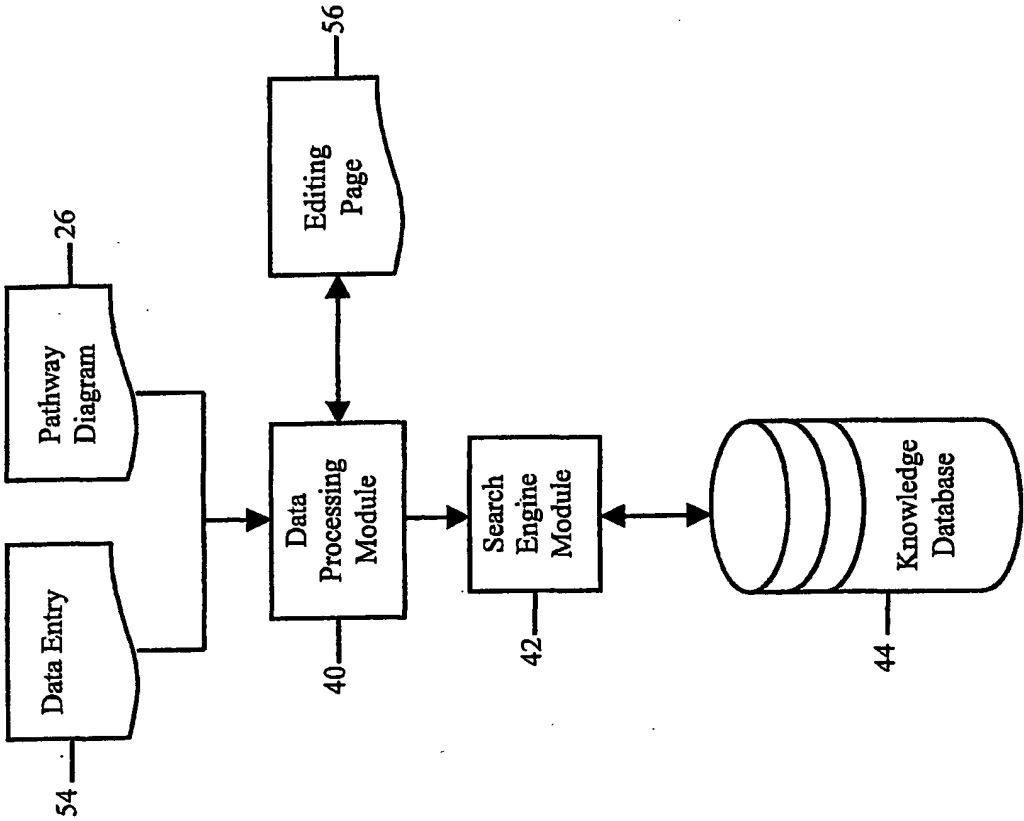 54
Data Entry
Pathway
Diagram
26
40
Data
Processing
Module
Editing
Page
56
42
Search
Engine
Module
44
Knowledge
Database